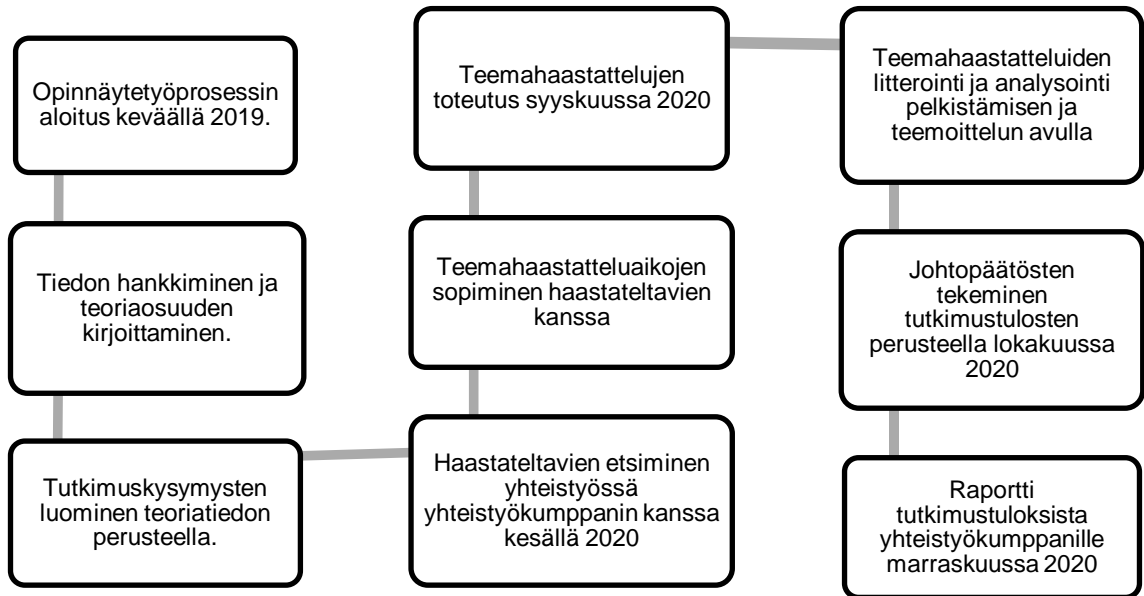 Opinnäytetyöprosessin
aloitus keväällä 2019.
Tiedon hankkiminen ja
teoriaosuuden
kirjoittaminen.
Tutkimuskysymysten
luominen teoriatiedon
perusteella.
Haastateltavien etsiminen
yhteistyössä
yhteistyökumppanin kanssa
kesällä 2020
Teemahaastatteluaikojen
sopiminen haastateltavien
kanssa
Teemahaastattelujen
toteutus syyskuussa 2020
Teemahaastatteluiden
litterointi ja analysointi
pelkistämisen ja
teemoittelun avulla
Johtopäätösten
tekeminen
tutkimustulosten
perusteella lokakuussa
2020
Raportti
tutkimustuloksista
yhteistyökumppanille
marraskuussa 2020